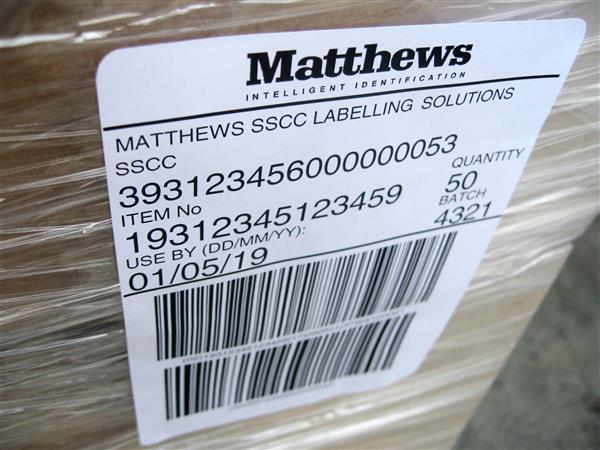 Matthews
INTELLIGENT IDENTIFICATION
MATTHEWS SSCC LABELLING SOLUTIONS
SSCC
393123456000000053
ITEM No
QUANTITY
19312345123459
50
USE BY (DD/MM/YY):
BATCH
01/05/19
4321